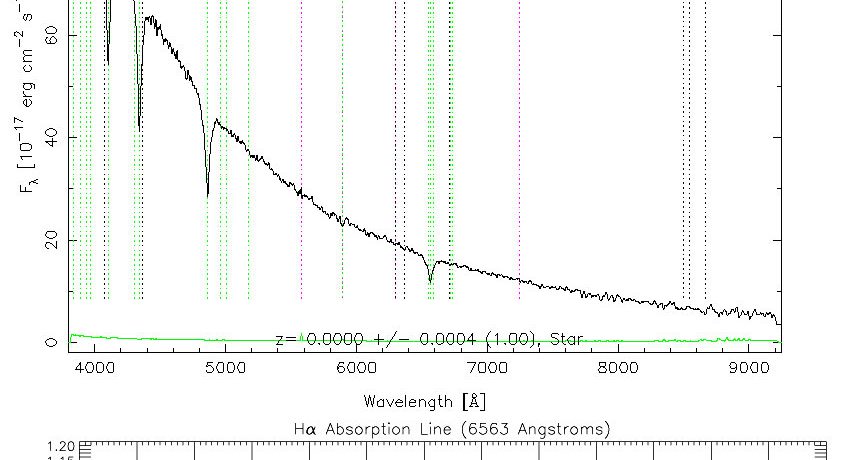 60
40
20
0
F_λ [10^-17 erg cm^-2 s^-
z= 0.0000 +/- 0.0004 (1.00), Star
4000 5000 6000 7000 8000 9000
Wavelength [Å]
Hα Absorption Line (6563 Angstroms)
1.20